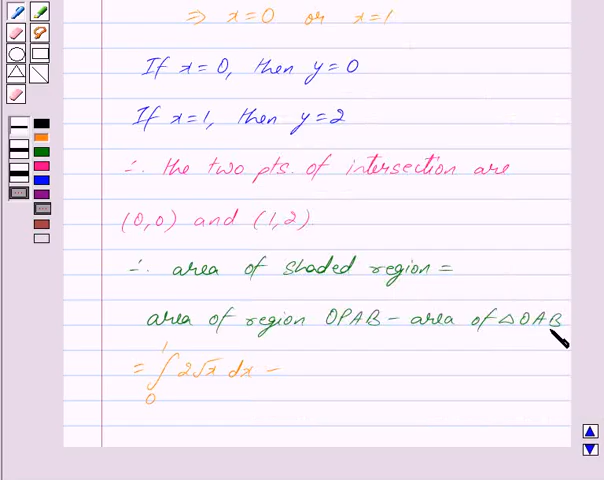 ⇒ x=0 or x=1
If x=0, then y=0
If x=1, then y=2
∴ the two pts. of intersection are
(0,0) and (1,2).
∴ area of shaded region =
area of region OPAB − area of △OAB
= ∫₀¹ 2√x dx −